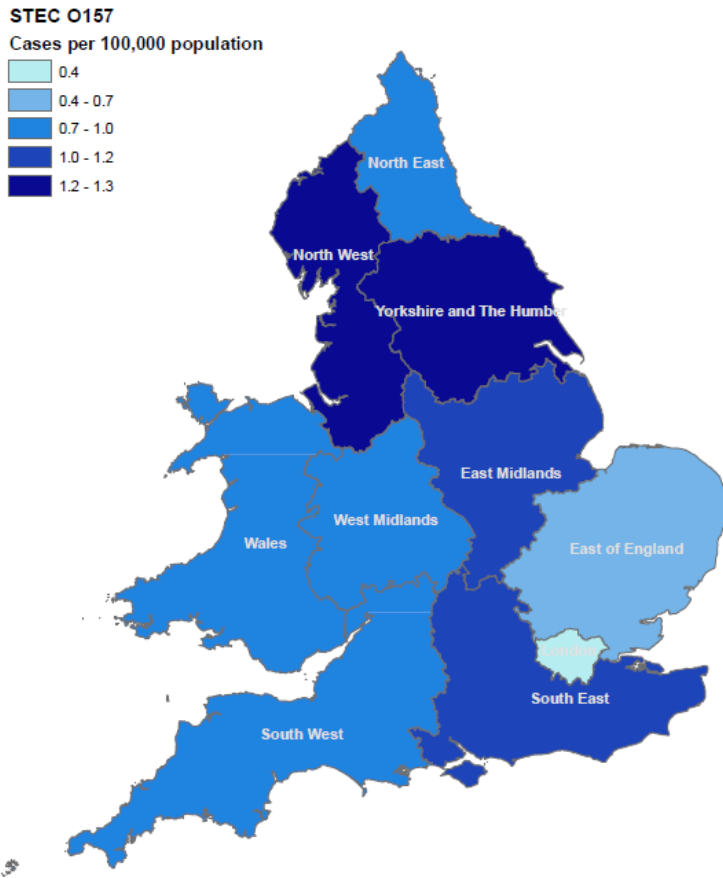 STEC O157
Cases per 100,000 population
0.4
0.4 - 0.7
0.7 - 1.0
1.0 - 1.2
1.2 - 1.3
North East
North West
Yorkshire and The Humber
East Midlands
West Midlands
Wales
East of England
London
South East
South West